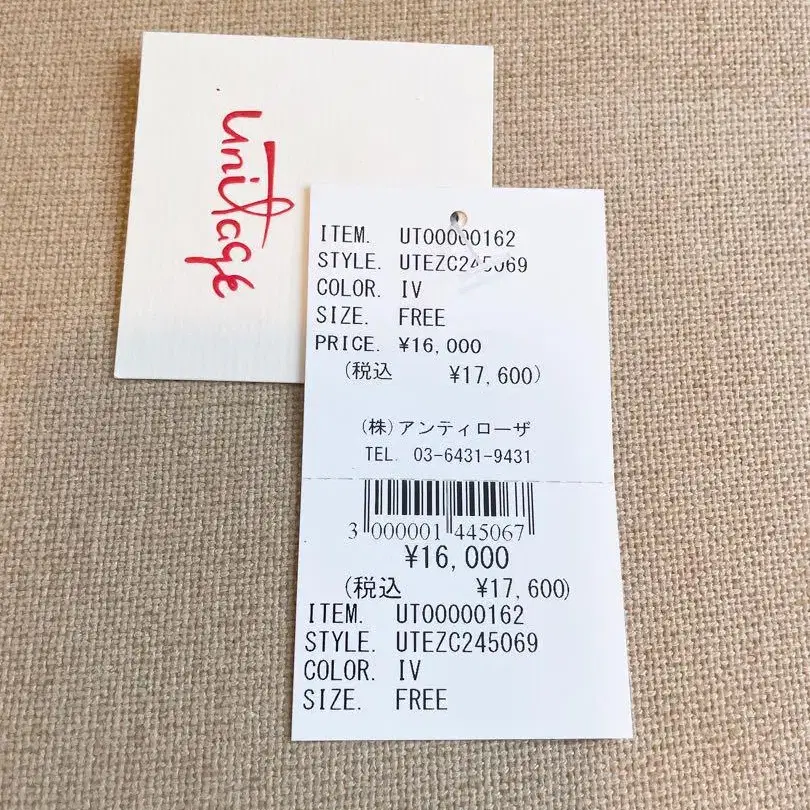 unitage
ITEM. UT00000162
STYLE. UTEZC245069
COLOR. IV
SIZE. FREE
PRICE. ¥16,000
(税込 ¥17,600)
(株)アンティローザ
TEL. 03-6431-9431
3 000001 445067
¥16,000
(税込 ¥17,600)
ITEM. UT00000162
STYLE. UTEZC245069
COLOR. IV
SIZE. FREE